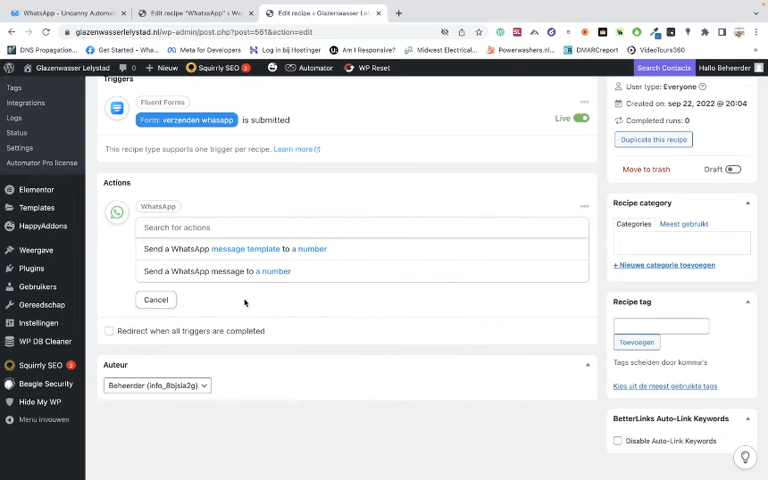 WhatsApp - Uncanny Automat
Edit recipe "WhatsApp" ‹ We
Edit recipe ‹ Glazenwasser Lel
glazenwasserlelystad.nl/wp-admin/post.php?post=561&action=edit
DNS Propagation...
Get Started – Wha...
Meta for Developers
Log in bij Hostinger
Am I Responsive?
Midwest Electrical...
Powerwashers.nl...
DMARCreport
VideoTours360
Glazenwasser Lelystad
0
Nieuw
Squirrly SEO 3
Automator
WP Reset
Search Contacts
Hallo Beheerder
Tags
Integrations
Logs
Status
Settings
Automator Pro license
Elementor
Templates
HappyAddons
Weergave
Plugins
Gebruikers
Gereedschap
Instellingen
WP DB Cleaner
Squirrly SEO 3
Beagle Security
Hide My WP
Menu invouwen
Triggers
Fluent Forms
Form: verzenden whasapp is submitted
Live
This recipe type supports one trigger per recipe. Learn more
Actions
WhatsApp
Search for actions
Send a WhatsApp message template to a number
Send a WhatsApp message to a number
Cancel
Redirect when all triggers are completed
Auteur
Beheerder (info_8bjsia2g)
User type: Everyone
Created on: sep 22, 2022 @ 20:04
Completed runs: 0
Duplicate this recipe
Move to trash
Draft
Recipe category
Categories
Meest gebruikt
+ Nieuwe categorie toevoegen
Recipe tag
Toevoegen
Tags scheiden door komma's
Kies uit de meest gebruikte tags
BetterLinks Auto-Link Keywords
Disable Auto-Link Keywords